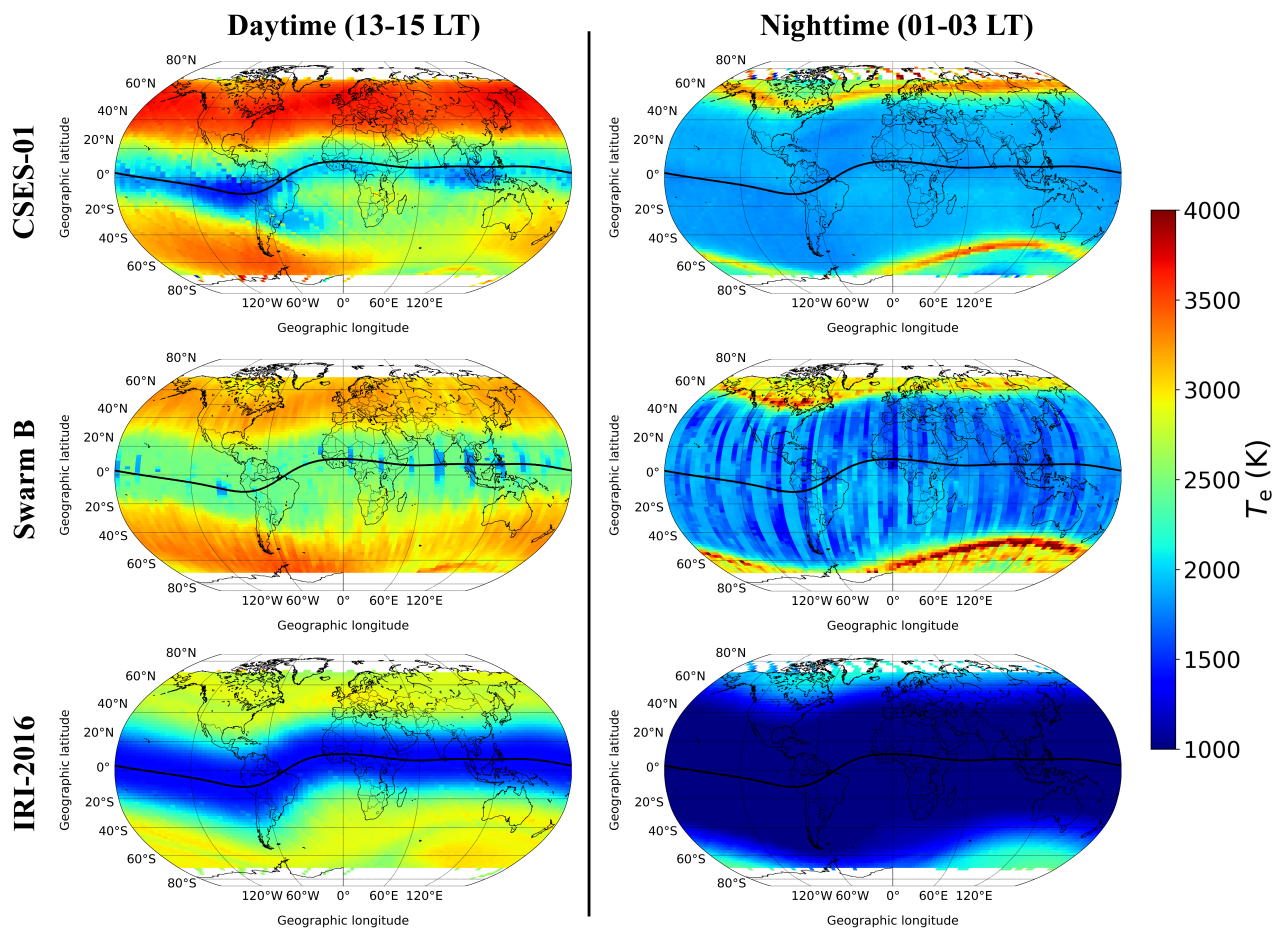 Daytime (13-15 LT)
Nighttime (01-03 LT)
CSES-01
Geographic latitude
80°N
60°N
40°N
20°N
0°
20°S
40°S
60°S
80°S
120°W 60°W 0° 60°E 120°E
Geographic longitude
Geographic latitude
80°N
60°N
40°N
20°N
0°
20°S
40°S
60°S
80°S
120°W 60°W 0° 60°E 120°E
Geographic longitude
Swarm B
Geographic latitude
80°N
60°N
40°N
20°N
0°
20°S
40°S
60°S
80°S
120°W 60°W 0° 60°E 120°E
Geographic longitude
Geographic latitude
80°N
60°N
40°N
20°N
0°
20°S
40°S
60°S
80°S
120°W 60°W 0° 60°E 120°E
Geographic longitude
IRI-2016
Geographic latitude
80°N
60°N
40°N
20°N
0°
20°S
40°S
60°S
80°S
120°W 60°W 0° 60°E 120°E
Geographic longitude
Geographic latitude
80°N
60°N
40°N
20°N
0°
20°S
40°S
60°S
80°S
120°W 60°W 0° 60°E 120°E
Geographic longitude
4000
3500
3000
2500
2000
1500
1000
Te (K)